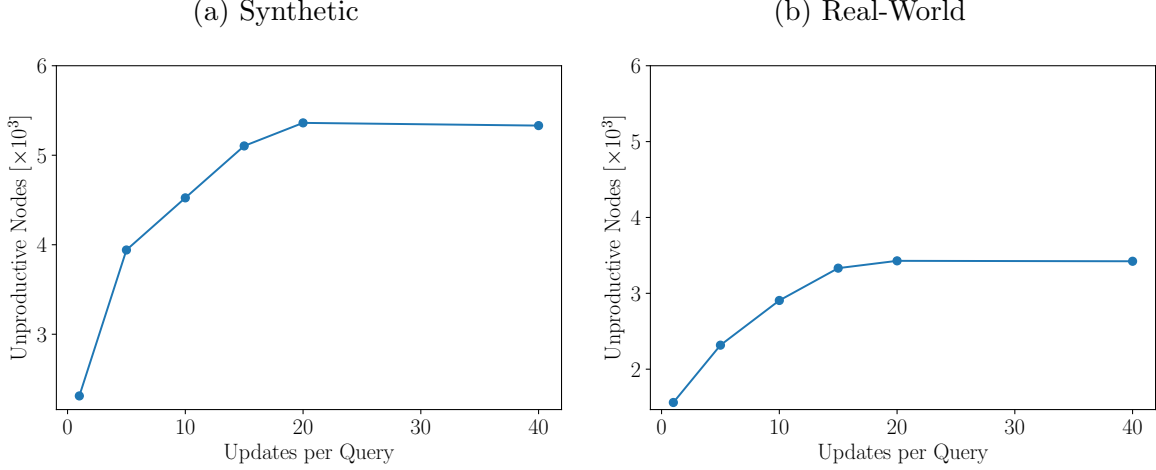 (a) Synthetic
6
5
4
3
Unproductive Nodes [×10³]
0 10 20 30 40
Updates per Query
(b) Real-World
6
5
4
3
2
Unproductive Nodes [×10³]
0 10 20 30 40
Updates per Query